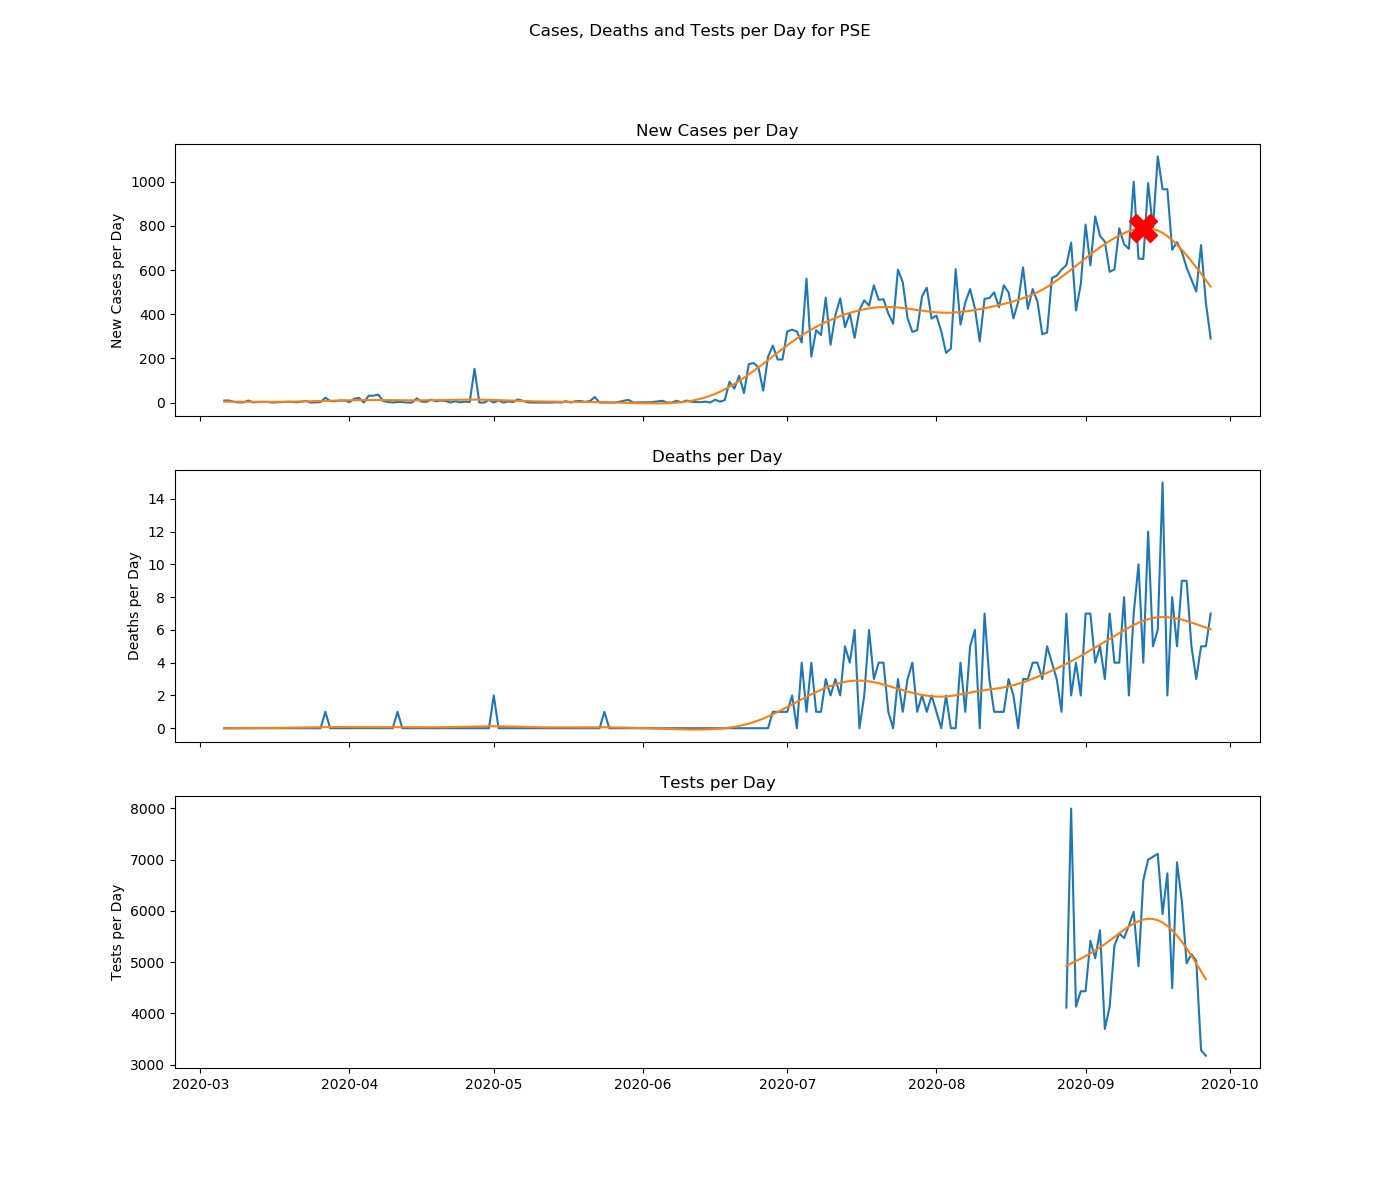 Cases, Deaths and Tests per Day for PSE
New Cases per Day
New Cases per Day
1000
800
600
400
200
0
Deaths per Day
Deaths per Day
14
12
10
8
6
4
2
0
Tests per Day
Tests per Day
8000
7000
6000
5000
4000
3000
2020-03 2020-04 2020-05 2020-06 2020-07 2020-08 2020-09 2020-10